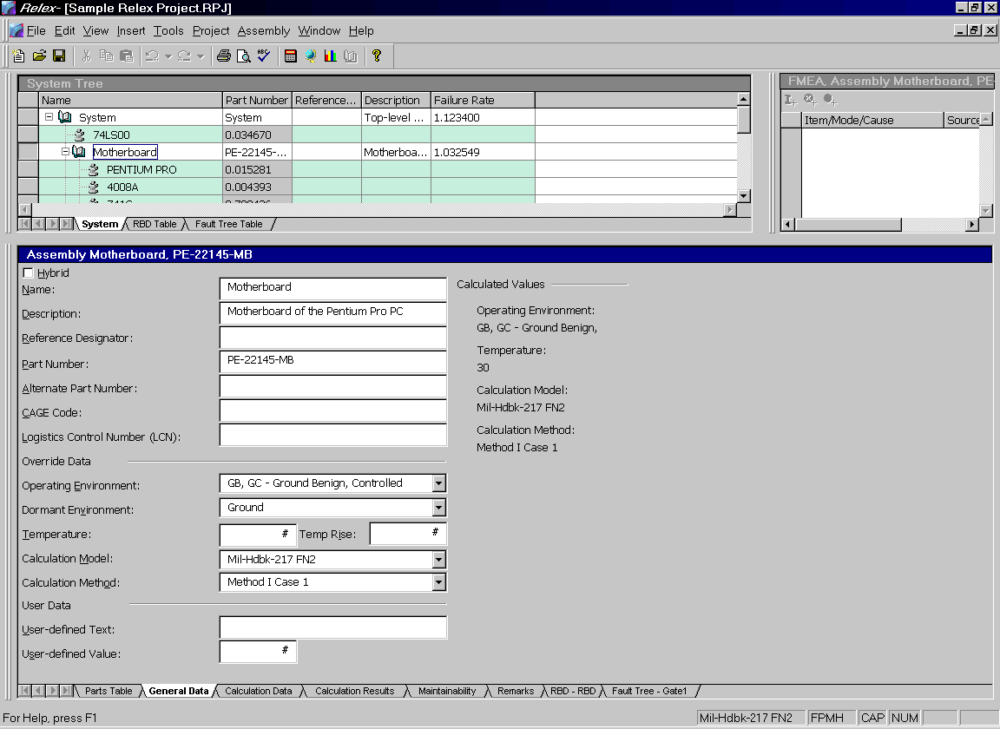 Relex- [Sample Relex Project.RPJ]
File Edit View Insert Tools Project Assembly Window Help
System Tree
Name Part Number Reference... Description Failure Rate
System System Top-level ... 1.123400
74LS00 0.034670
Motherboard PE-22145-... Motherboa... 1.032549
PENTIUM PRO 0.015281
4008A 0.004393
System RBD Table Fault Tree Table
FMEA, Assembly Motherboard, PE
Item/Mode/Cause Source
Assembly Motherboard, PE-22145-MB
Hybrid
Name: Motherboard
Description: Motherboard of the Pentium Pro PC
Reference Designator:
Part Number: PE-22145-MB
Alternate Part Number:
CAGE Code:
Logistics Control Number (LCN):
Override Data
Operating Environment: GB, GC - Ground Benign, Controlled
Dormant Environment: Ground
Temperature: # Temp Rise: #
Calculation Model: Mil-Hdbk-217 FN2
Calculation Method: Method I Case 1
User Data
User-defined Text:
User-defined Value: #
Calculated Values
Operating Environment:
GB, GC - Ground Benign,
Temperature:
30
Calculation Model:
Mil-Hdbk-217 FN2
Calculation Method:
Method I Case 1
Parts Table General Data Calculation Data Calculation Results Maintainability Remarks RBD - RBD Fault Tree - Gate1
For Help, press F1 Mil-Hdbk-217 FN2 FPMH CAP NUM